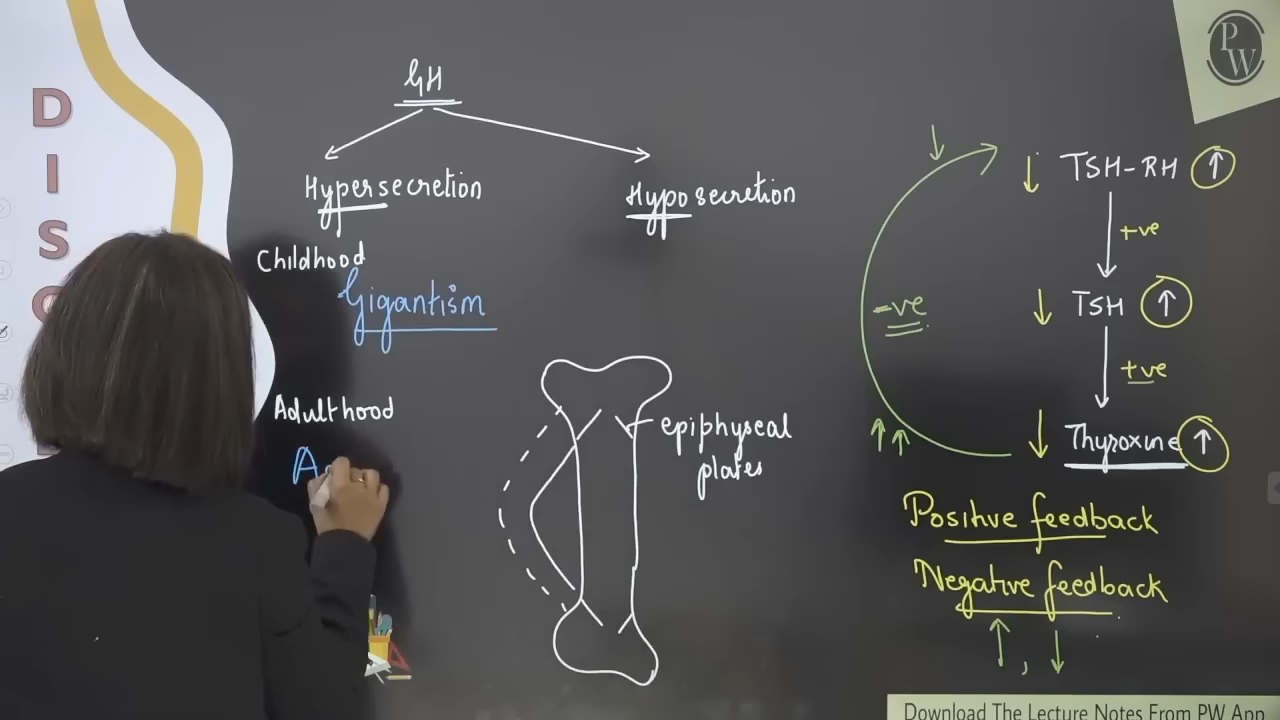 D
I
S
PW
GH
Hypersecretion
Hyposecretion
Childhood
Gigantism
Adulthood
A
epiphyseal
plates
TSH-RH
+ve
-ve
TSH
+ve
Thyroxine
Positive feedback
Negative feedback
Download The Lecture Notes From PW App